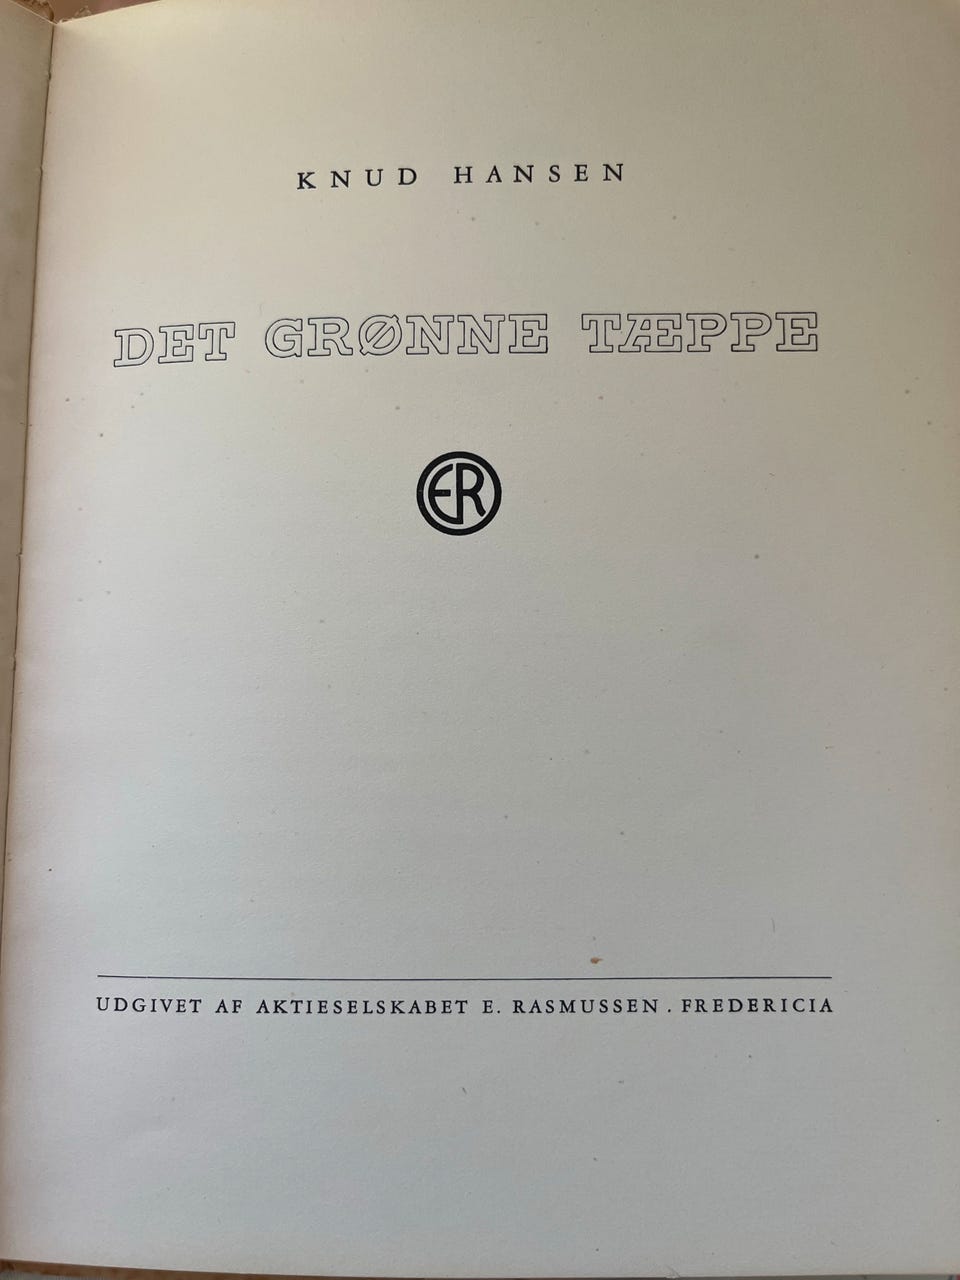 KNUD HANSEN
DET GRØNNE TÆPPE
ER
UDGIVET AF AKTIESELSKABET E. RASMUSSEN . FREDERICIA